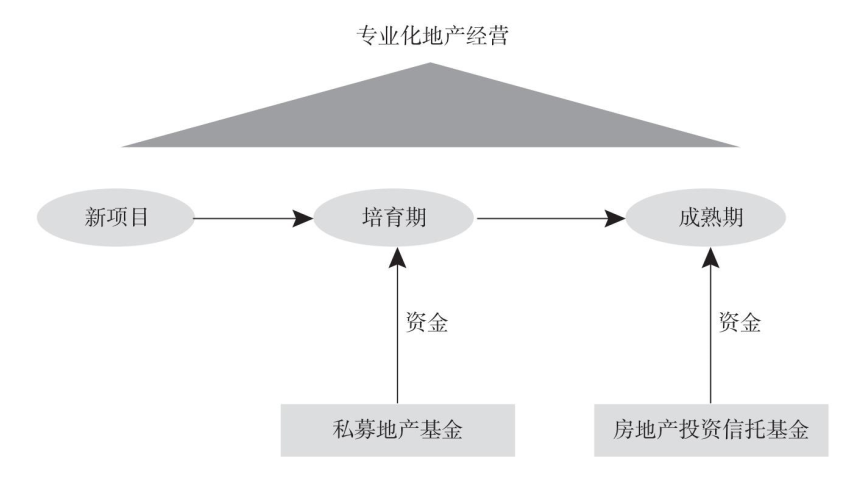 专业化地产经营
新项目
培育期
成熟期
资金
资金
私募地产基金
房地产投资信托基金